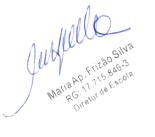 Maria Ap. Frizão Silva
RG: 17.715.846-3
Diretor de Escola